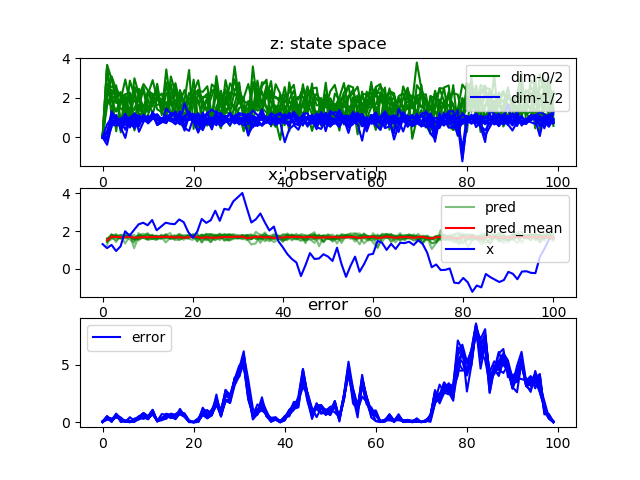 z: state space
4
2
0
dim-0/2
dim-1/2
0 20 40 60 80 100
x: observation
4
2
0
pred
pred_mean
x
0 20 40 60 80 100
error
5
0
error
0 20 40 60 80 100